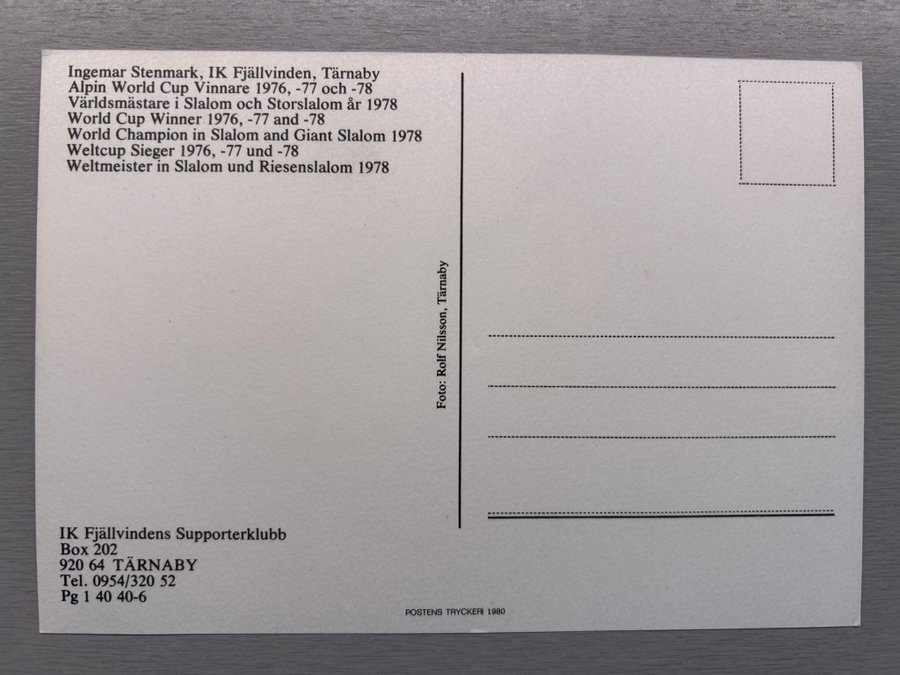 Ingemar Stenmark, IK Fjällvinden, Tärnaby
Alpin World Cup Vinnare 1976, -77 och -78
Världsmästare i Slalom och Storslalom år 1978
World Cup Winner 1976, -77 and -78
World Champion in Slalom and Giant Slalom 1978
Weltcup Sieger 1976, -77 und -78
Weltmeister in Slalom und Riesenslalom 1978
Foto: Rolf Nilsson, Tärnaby
IK Fjällvindens Supporterklubb
Box 202
920 64 TÄRNABY
Tel. 0954/320 52
Pg 1 40 40-6
POSTENS TRYCKERI 1980